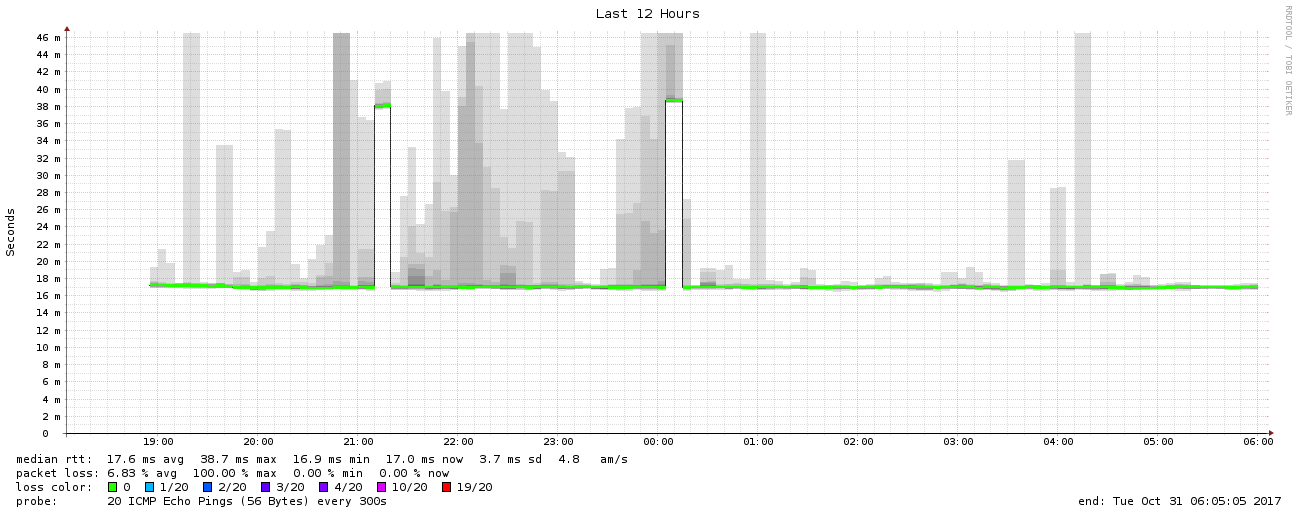 Last 12 Hours
RRDTOOL / TOBI OETIKER
46 m
44 m
42 m
40 m
38 m
36 m
34 m
32 m
30 m
28 m
26 m
24 m
22 m
20 m
18 m
16 m
14 m
12 m
10 m
8 m
6 m
4 m
2 m
0
Seconds
19:00 20:00 21:00 22:00 23:00 00:00 01:00 02:00 03:00 04:00 05:00 06:00
median rtt: 17.6 ms avg 38.7 ms max 16.9 ms min 17.0 ms now 3.7 ms sd 4.8 am/s
packet loss: 6.83 % avg 100.00 % max 0.00 % min 0.00 % now
loss color: 0 1/20 2/20 3/20 4/20 10/20 19/20
probe: 20 ICMP Echo Pings (56 Bytes) every 300s
end: Tue Oct 31 06:05:05 2017